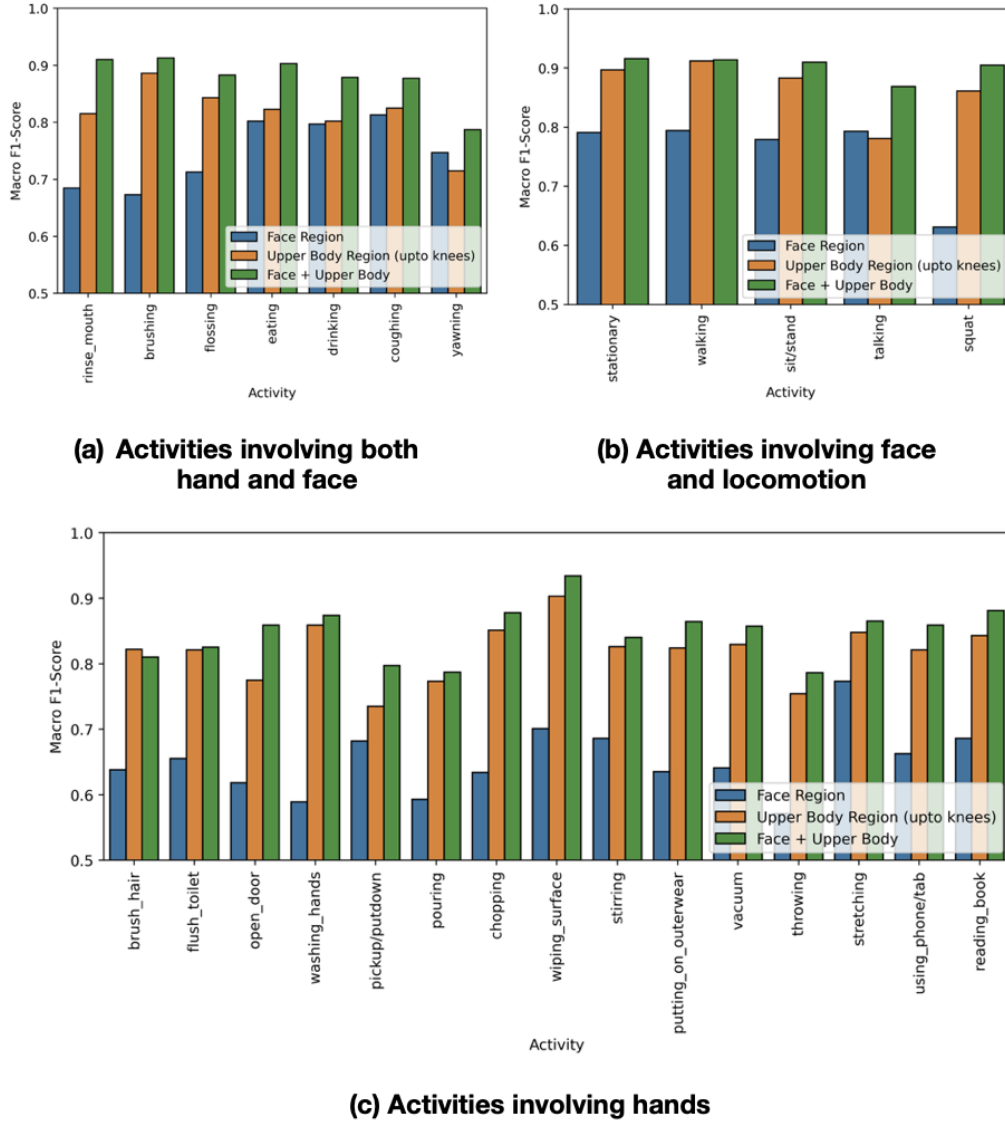 1.0
0.9
0.8
0.7
0.6
0.5
Macro F1-Score
Face Region
Upper Body Region (upto knees)
Face + Upper Body
rinse_mouth
brushing
flossing
eating
drinking
coughing
yawning
Activity
(a) Activities involving both
hand and face
1.0
0.9
0.8
0.7
0.6
0.5
Macro F1-Score
Face Region
Upper Body Region (upto knees)
Face + Upper Body
stationary
walking
sit/stand
talking
squat
Activity
(b) Activities involving face
and locomotion
1.0
0.9
0.8
0.7
0.6
0.5
Macro F1-Score
Face Region
Upper Body Region (upto knees)
Face + Upper Body
brush_hair
flush_toilet
open_door
washing_hands
pickup/putdown
pouring
chopping
wiping_surface
stirring
putting_on_outerwear
vacuum
throwing
stretching
using_phone/tab
reading_book
Activity
(c) Activities involving hands